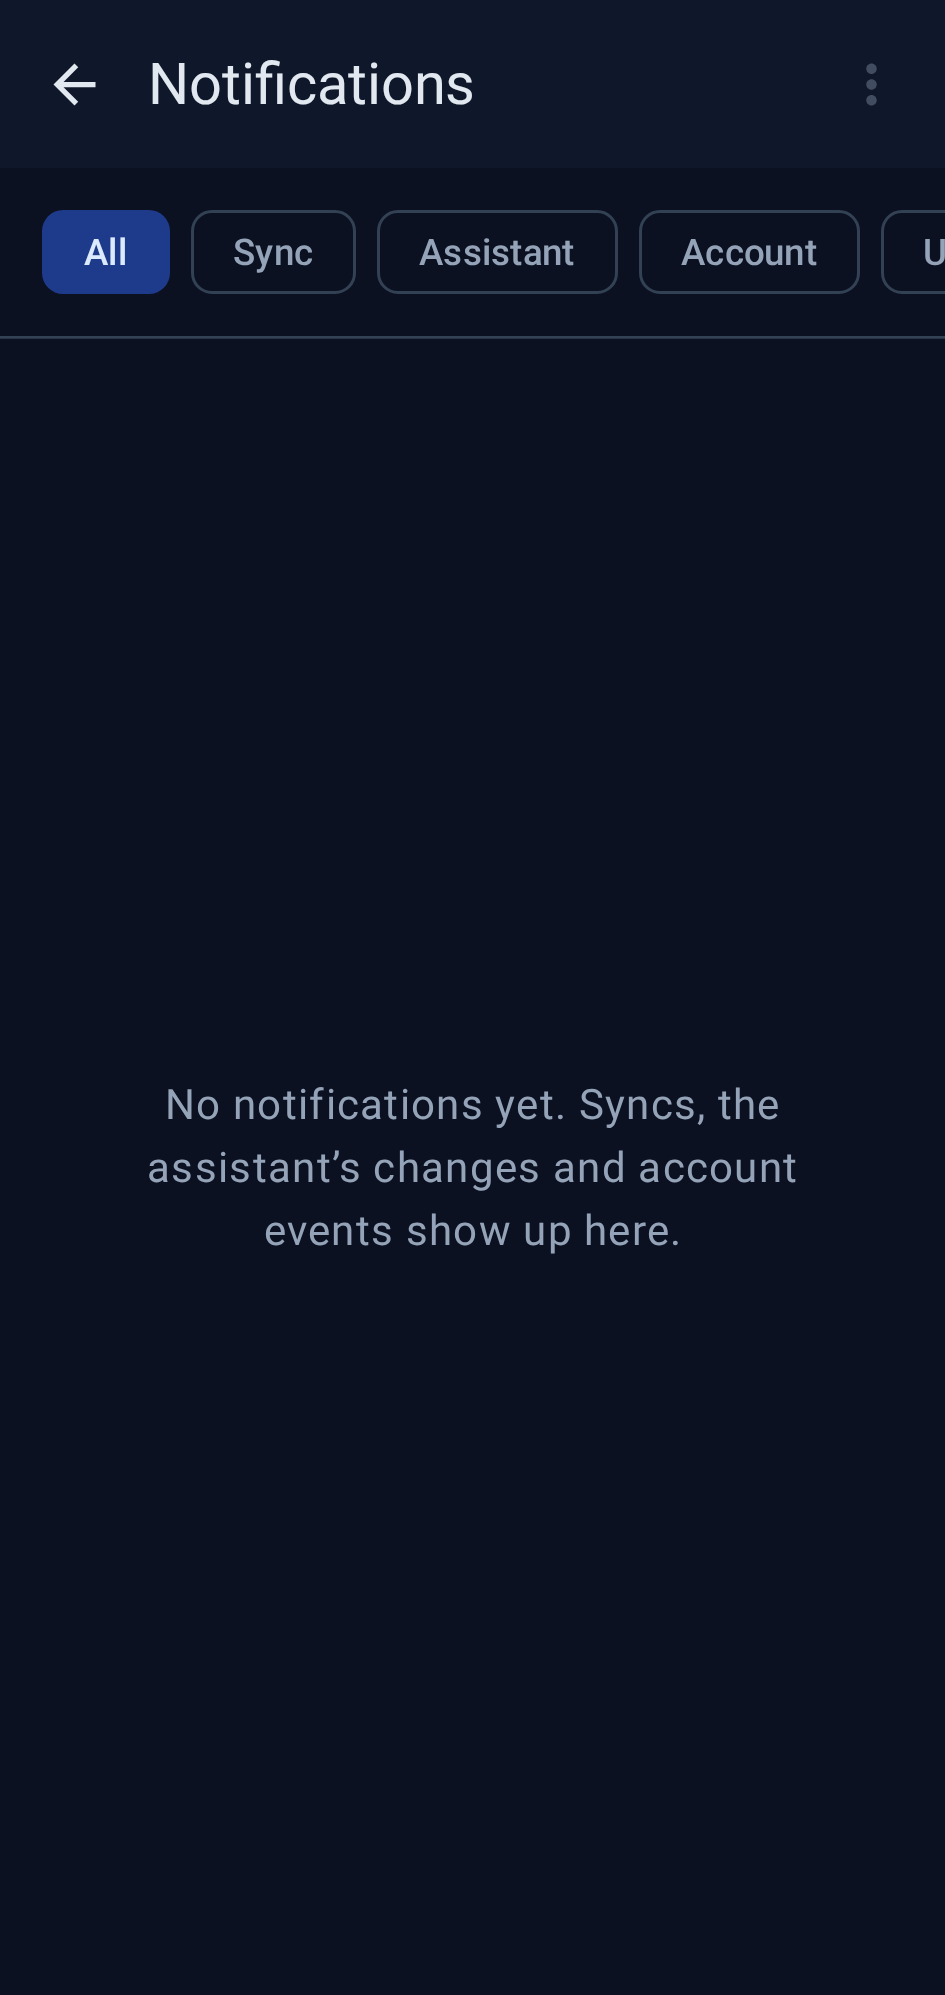 Notifications
All
Sync
Assistant
Account
U
No notifications yet. Syncs, the
assistant’s changes and account
events show up here.